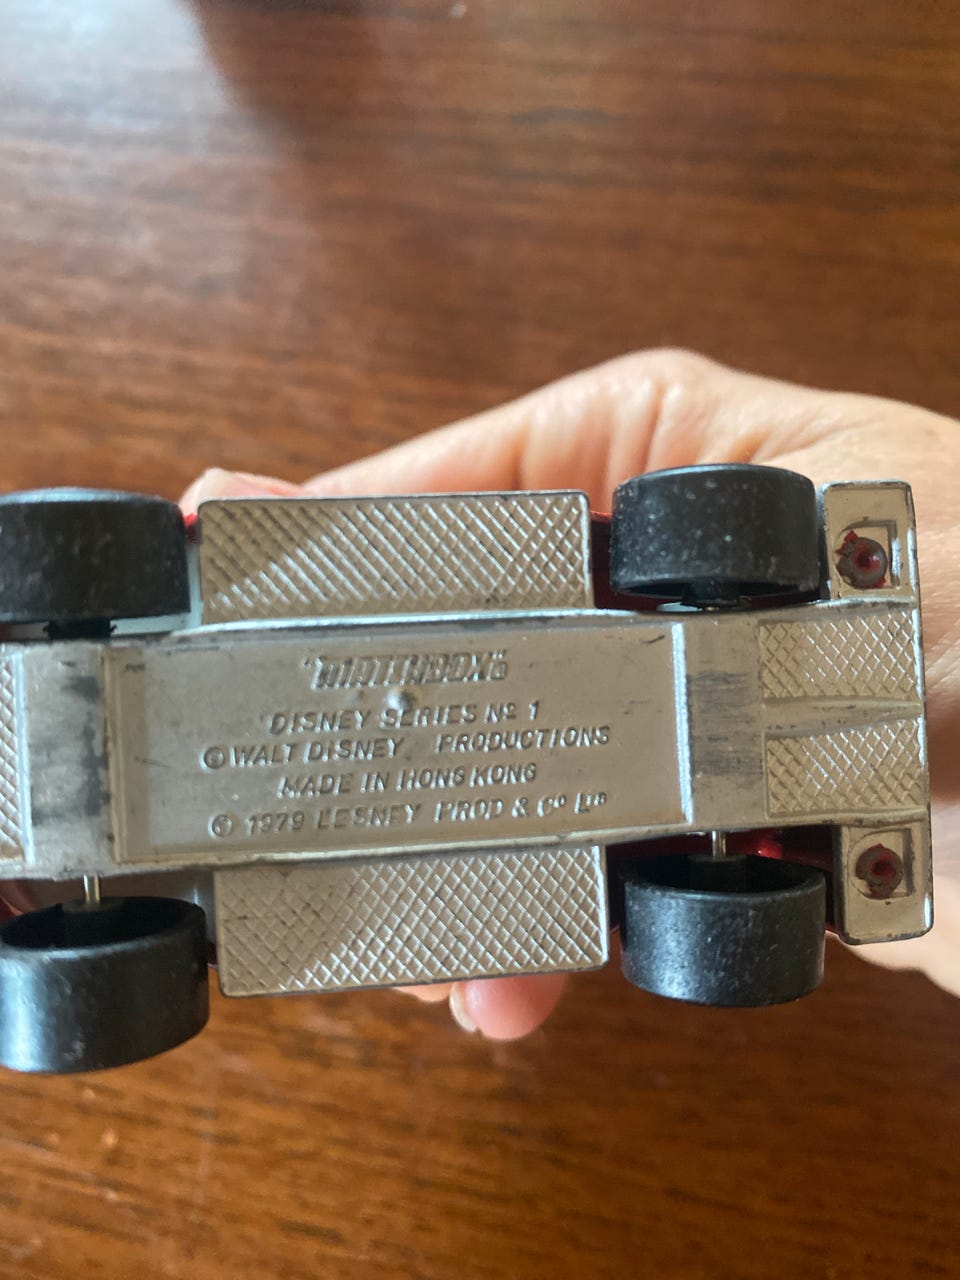 "MATCHBOX"
DISNEY SERIES Nº 1
© WALT DISNEY PRODUCTIONS
MADE IN HONG KONG
© 1979 LESNEY PROD & Cº LTD